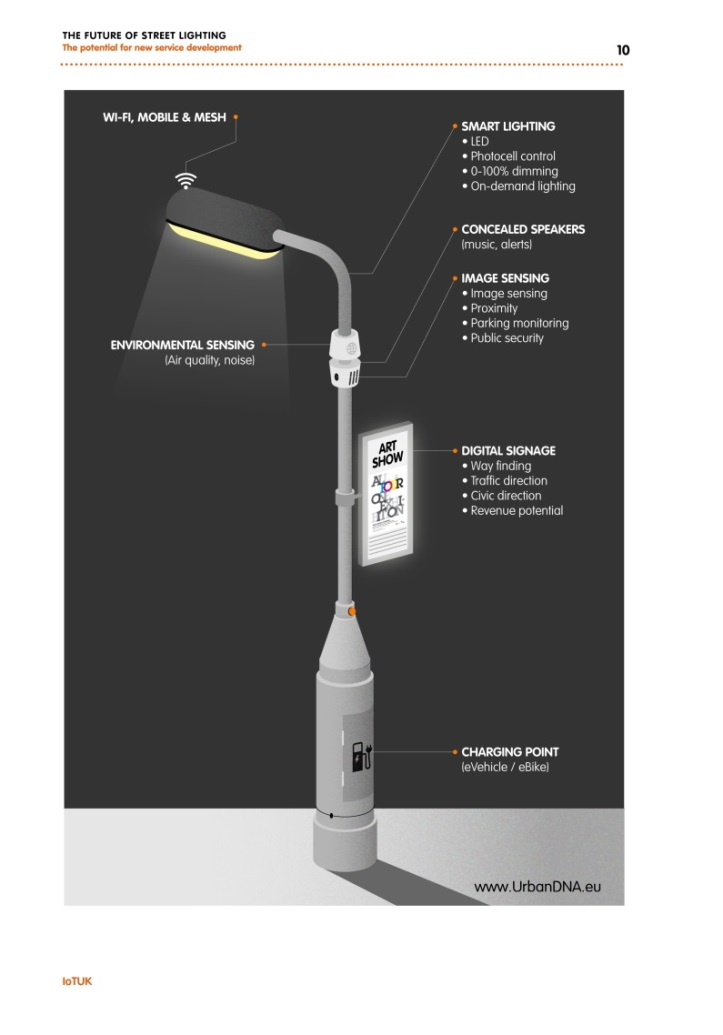 THE FUTURE OF STREET LIGHTING
The potential for new service development
10
WI-FI, MOBILE & MESH
SMART LIGHTING
• LED
• Photocell control
• 0-100% dimming
• On-demand lighting
CONCEALED SPEAKERS
(music, alerts)
IMAGE SENSING
• Image sensing
• Proximity
• Parking monitoring
• Public security
ENVIRONMENTAL SENSING
(Air quality, noise)
ART
SHOW
DIGITAL SIGNAGE
• Way finding
• Traffic direction
• Civic direction
• Revenue potential
CHARGING POINT
(eVehicle / eBike)
www.UrbanDNA.eu
IoTUK